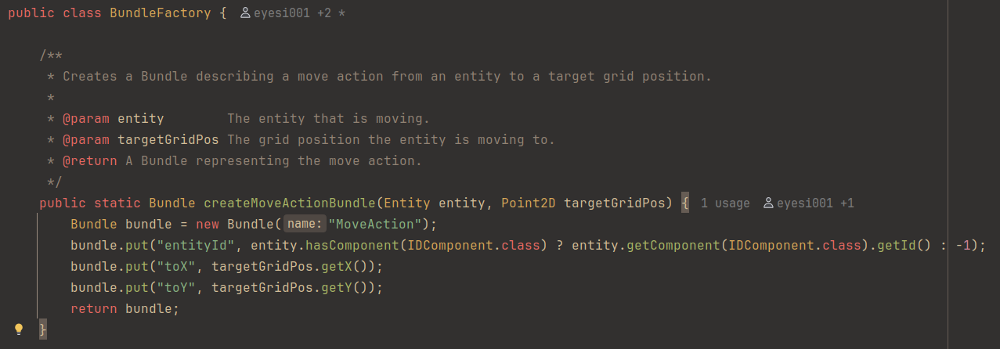 public class BundleFactory { eyesi001 +2 *
/**
* Creates a Bundle describing a move action from an entity to a target grid position.
*
* @param entity        The entity that is moving.
* @param targetGridPos The grid position the entity is moving to.
* @return A Bundle representing the move action.
*/
public static Bundle createMoveActionBundle(Entity entity, Point2D targetGridPos) { 1 usage eyesi001 +1
Bundle bundle = new Bundle( name: "MoveAction");
bundle.put("entityId", entity.hasComponent(IDComponent.class) ? entity.getComponent(IDComponent.class).getId() : -1);
bundle.put("toX", targetGridPos.getX());
bundle.put("toY", targetGridPos.getY());
return bundle;
}